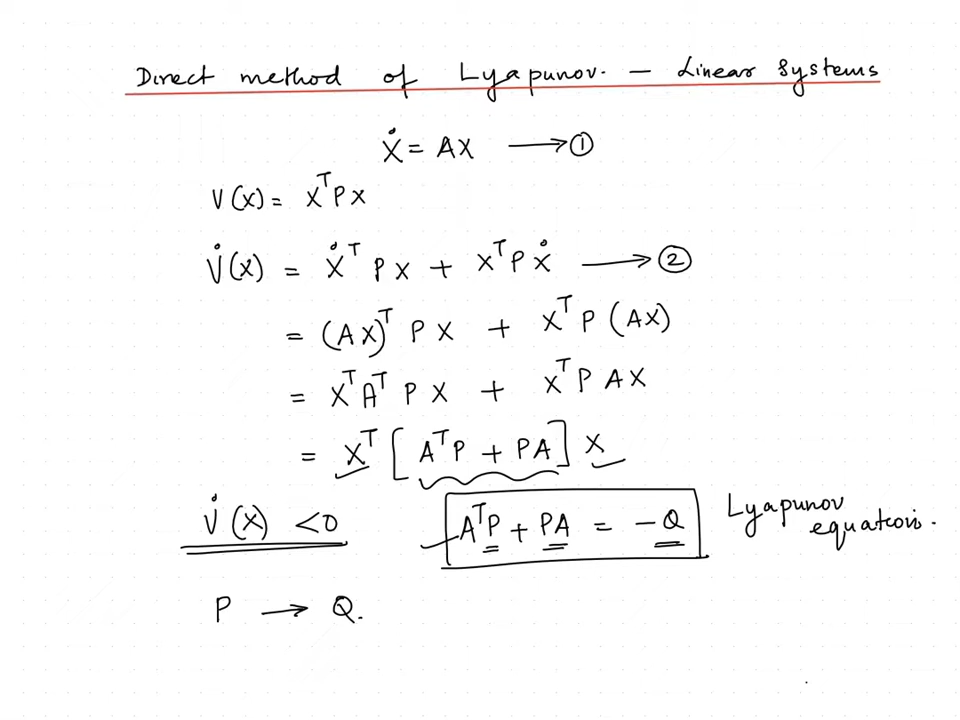 Direct method of Lyapunov. — Linear Systems
Ẋ = AX ⟶ ①
V(X) = XᵀPX
V̇(X) = ẊᵀPX + XᵀPẊ ⟶ ②
= (AX)ᵀ PX + XᵀP(AX)
= XᵀAᵀPX + XᵀPAX
= Xᵀ[AᵀP + PA]X
V̇(X) < 0 AᵀP + PA = -Q Lyapunov equation.
P → Q.